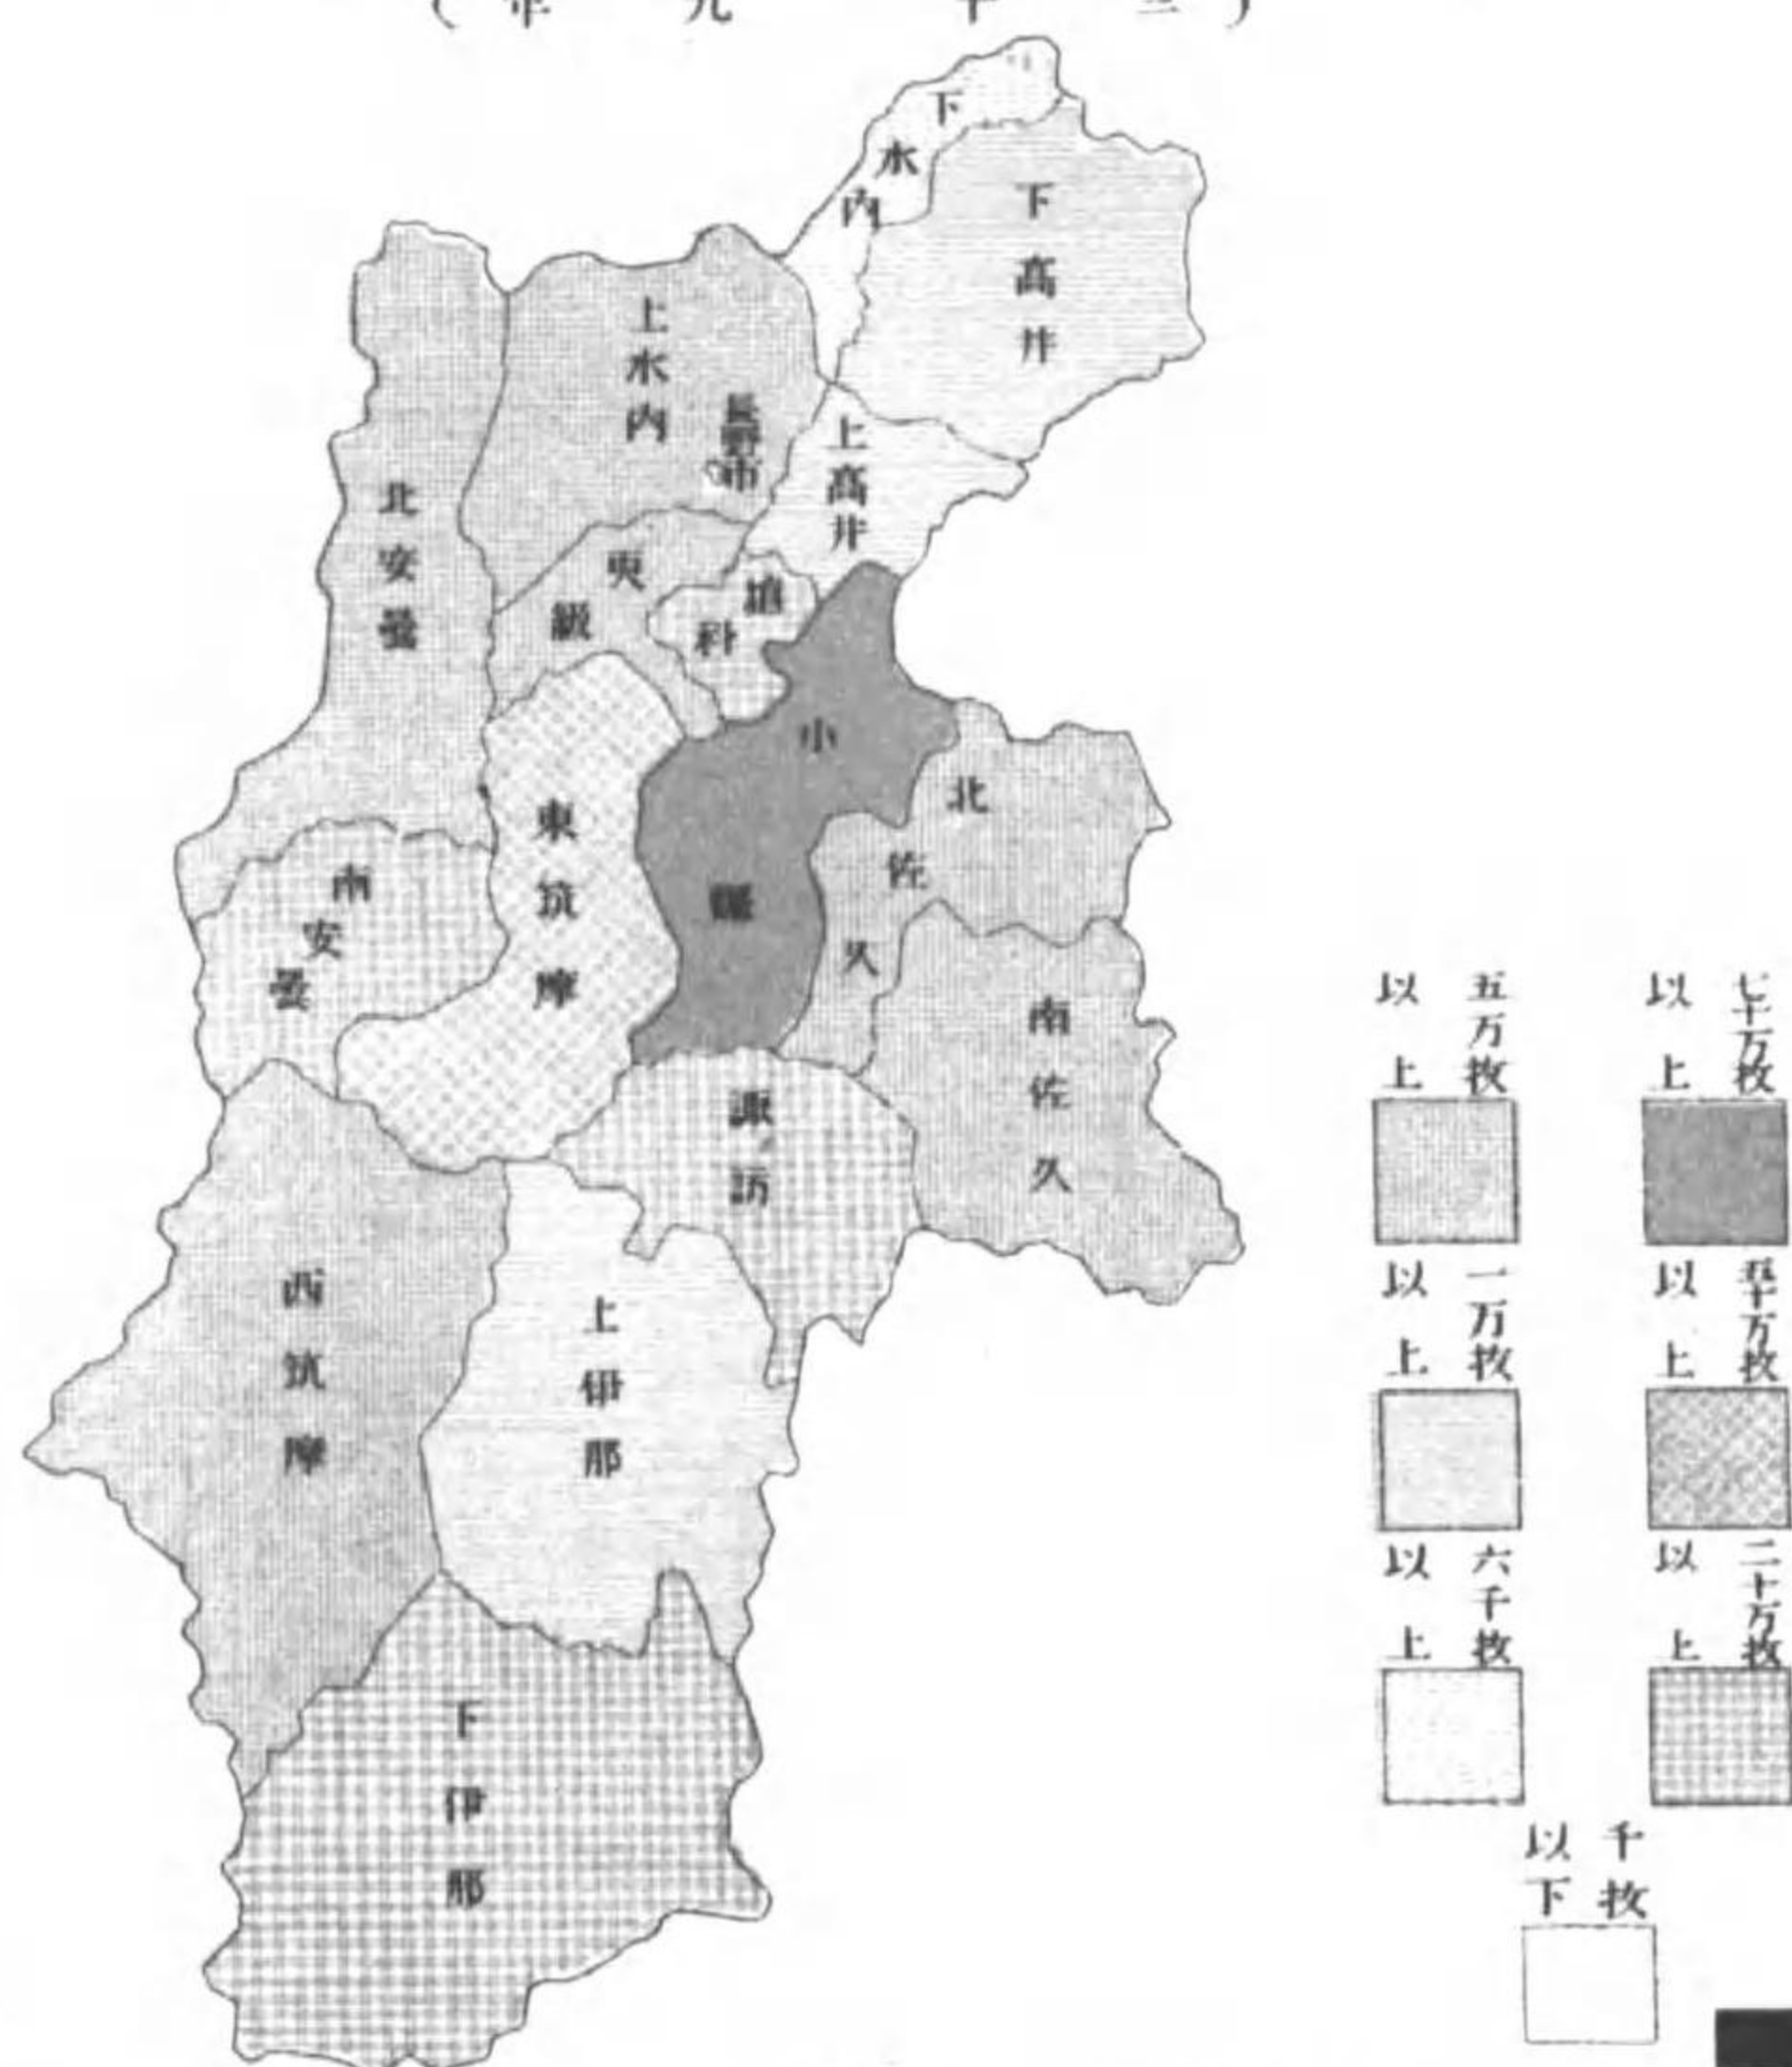 三十九年
下水内
下高井
上水内
長野市
上高井
北安曇
更級
埴科
小縣
北佐久
東筑摩
南安曇
南佐久
諏訪
西筑摩
上伊那
下伊那
七十万枚以上
五万枚以上
五十万枚以上
一万枚以上
二十万枚以上
六千枚以上
千枚以下